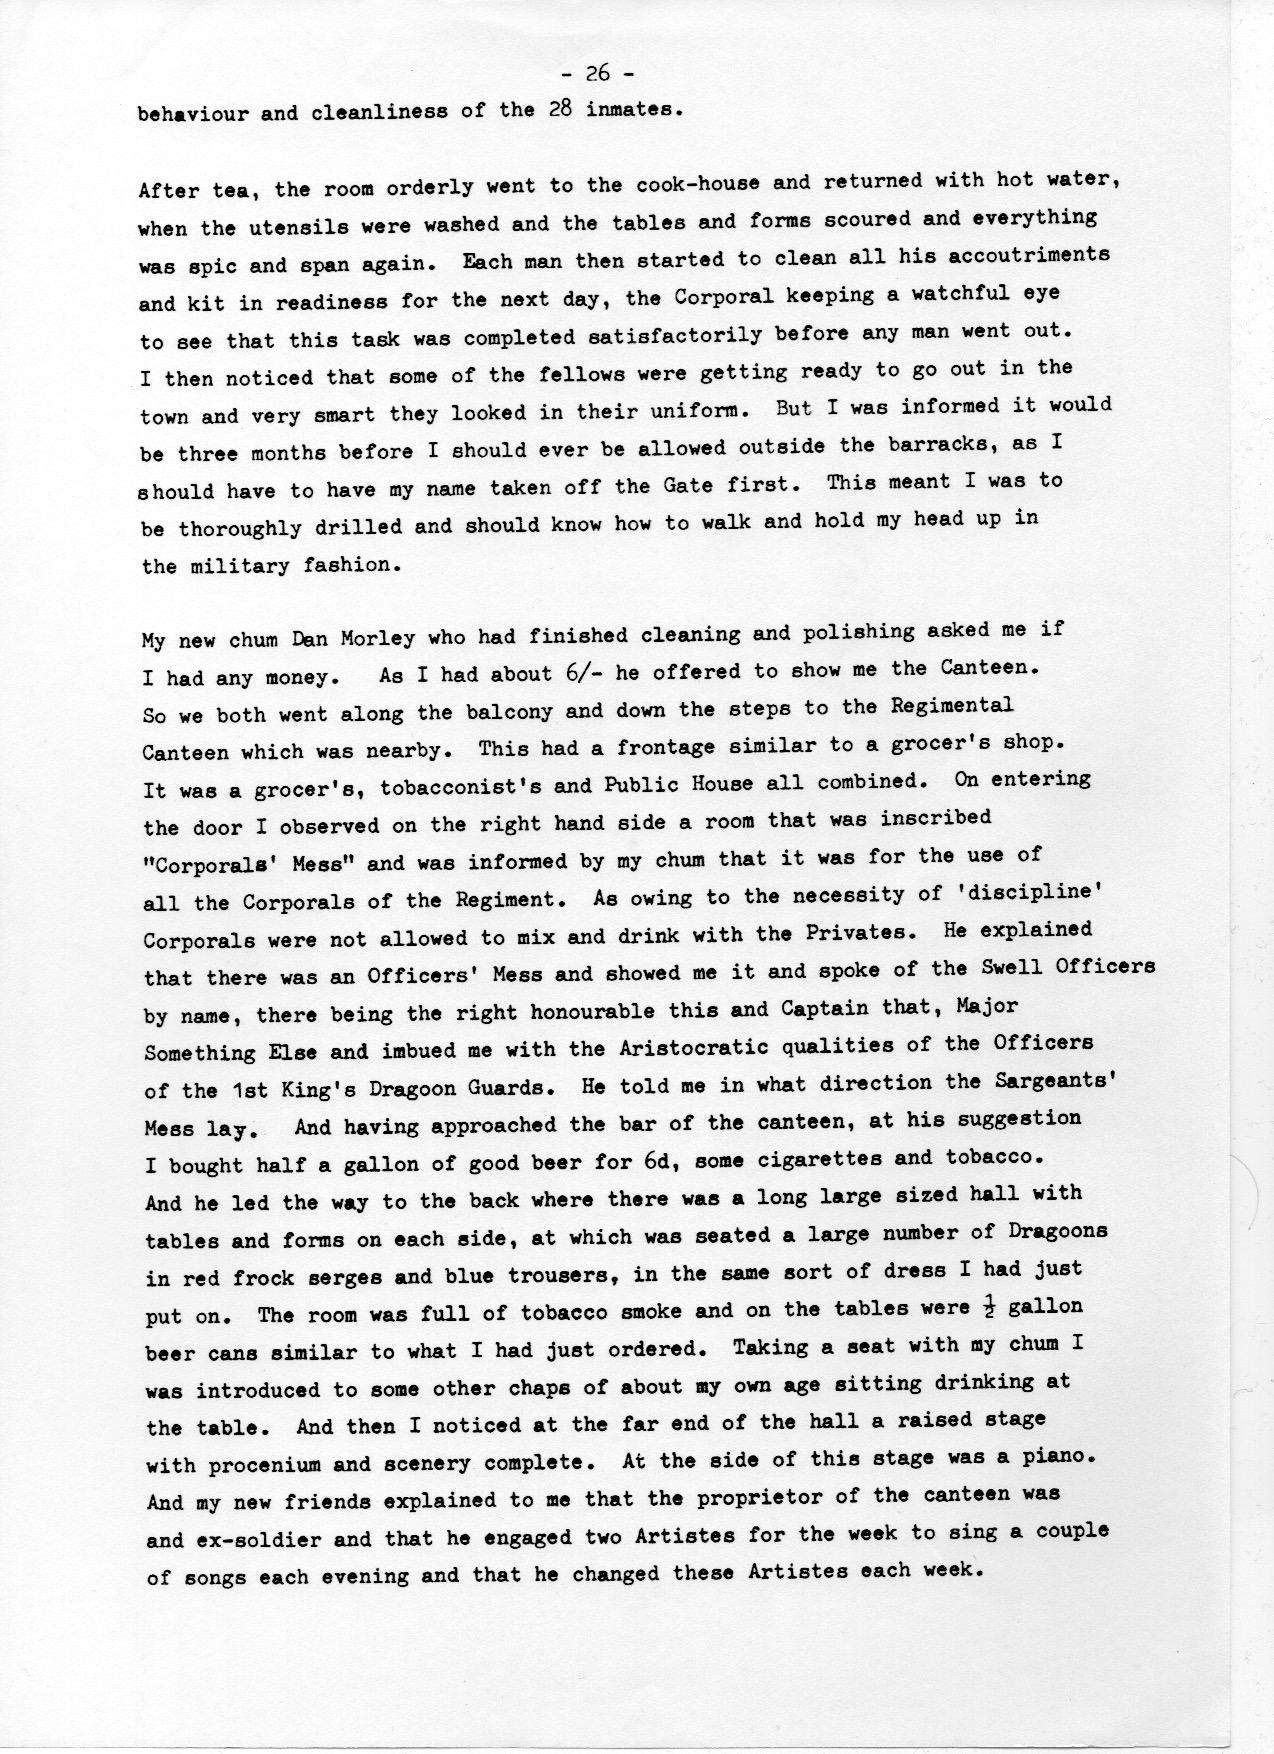 - 26 -
behaviour and cleanliness of the 28 inmates.
After tea, the room orderly went to the cook-house and returned with hot water,
when the utensils were washed and the tables and forms scoured and everything
was spic and span again. Each man then started to clean all his accoutriments
and kit in readiness for the next day, the Corporal keeping a watchful eye
to see that this task was completed satisfactorily before any man went out.
I then noticed that some of the fellows were getting ready to go out in the
town and very smart they looked in their uniform. But I was informed it would
be three months before I should ever be allowed outside the barracks, as I
should have to have my name taken off the Gate first. This meant I was to
be thoroughly drilled and should know how to walk and hold my head up in
the military fashion.
My new chum Dan Morley who had finished cleaning and polishing asked me if
I had any money. As I had about 6/- he offered to show me the Canteen.
So we both went along the balcony and down the steps to the Regimental
Canteen which was nearby. This had a frontage similar to a grocer's shop.
It was a grocer's, tobacconist's and Public House all combined. On entering
the door I observed on the right hand side a room that was inscribed
"Corporals' Mess" and was informed by my chum that it was for the use of
all the Corporals of the Regiment. As owing to the necessity of 'discipline'
Corporals were not allowed to mix and drink with the Privates. He explained
that there was an Officers' Mess and showed me it and spoke of the Swell Officers
by name, there being the right honourable this and Captain that, Major
Something Else and imbued me with the Aristocratic qualities of the Officers
of the 1st King's Dragoon Guards. He told me in what direction the Sargeants'
Mess lay. And having approached the bar of the canteen, at his suggestion
I bought half a gallon of good beer for 6d, some cigarettes and tobacco.
And he led the way to the back where there was a long large sized hall with
tables and forms on each side, at which was seated a large number of Dragoons
in red frock serges and blue trousers, in the same sort of dress I had just
put on. The room was full of tobacco smoke and on the tables were ½ gallon
beer cans similar to what I had just ordered. Taking a seat with my chum I
was introduced to some other chaps of about my own age sitting drinking at
the table. And then I noticed at the far end of the hall a raised stage
with procenium and scenery complete. At the side of this stage was a piano.
And my new friends explained to me that the proprietor of the canteen was
and ex-soldier and that he engaged two Artistes for the week to sing a couple
of songs each evening and that he changed these Artistes each week.